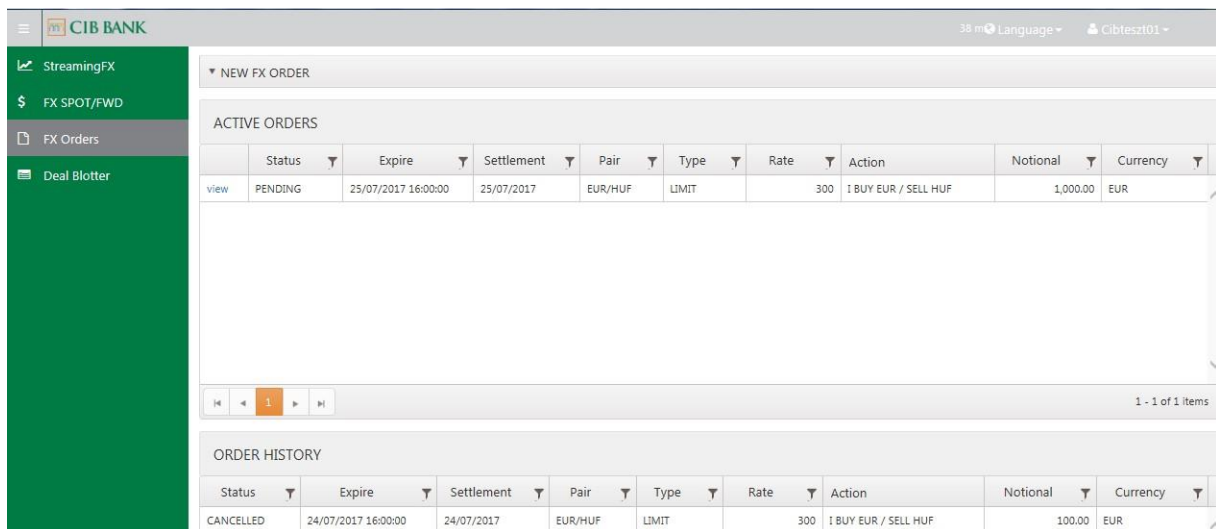 CIB BANK
38 m Language Cibteszt01
StreamingFX
FX SPOT/FWD
FX Orders
Deal Blotter
NEW FX ORDER
ACTIVE ORDERS
Status Expire Settlement Pair Type Rate Action Notional Currency
view PENDING 25/07/2017 16:00:00 25/07/2017 EUR/HUF LIMIT 300 I BUY EUR / SELL HUF 1,000.00 EUR
1
1 - 1 of 1 items
ORDER HISTORY
Status Expire Settlement Pair Type Rate Action Notional Currency
CANCELLED 24/07/2017 16:00:00 24/07/2017 EUR/HUF LIMIT 300 I BUY EUR / SELL HUF 100.00 EUR